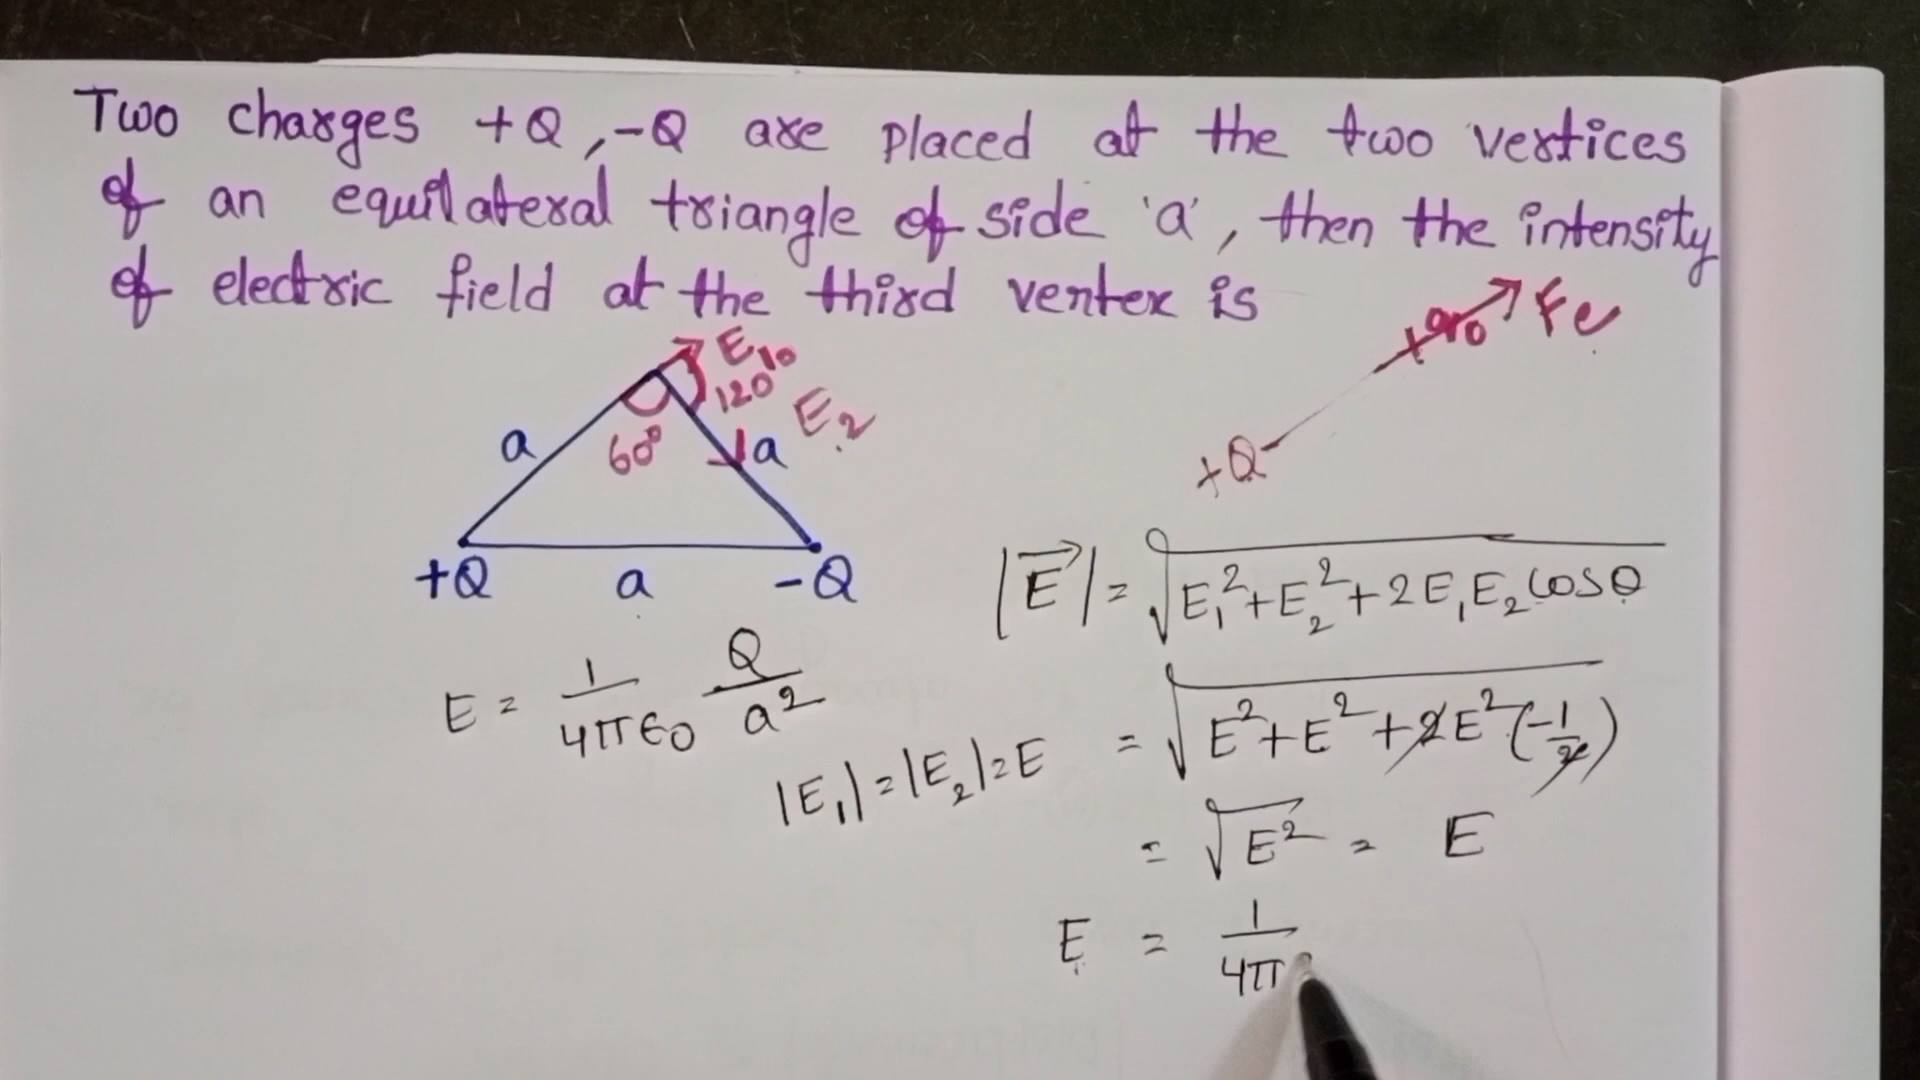 Two charges +Q, -Q are placed at the two vertices
of an equilateral triangle of side 'a', then the intensity
of electric field at the third vertex is
+q₀ Fe
+Q
E₁
120°
E₂
60°
a
a
+Q a -Q
|E⃗| = √(E₁² + E₂² + 2E₁E₂ cosθ)
E = 1/4πϵ₀ Q/a²
|E₁| = |E₂| = E
= √(E² + E² + 2E² (-1/2))
= √E² = E
E = 1/4π